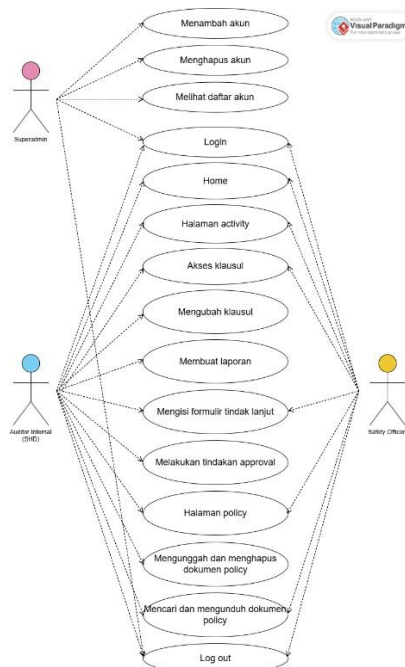 Menambah akun
Made with
Visual Paradigm
For non-commercial use
Menghapus akun
Melihat daftar akun
Superadmin
Login
Home
Halaman activity
Akses klausul
Mengubah klausul
Membuat laporan
Auditor Internal
(SHD)
Safety Officer
Mengisi formulir tindak lanjut
Melakukan tindakan approval
Halaman policy
Mengunggah dan menghapus
dokumen policy
Mencari dan mengunduh dokumen
policy
Log out